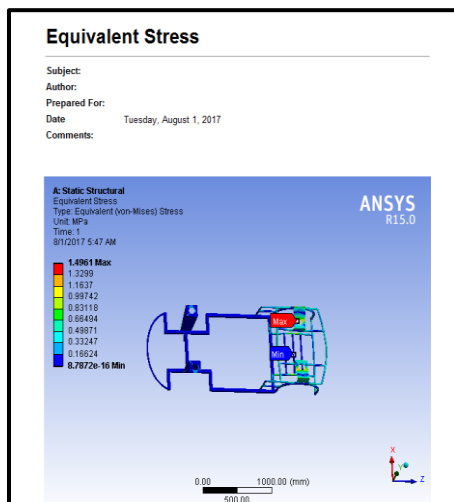 Equivalent Stress
Subject:
Author:
Prepared For:
Date Tuesday, August 1, 2017
Comments:
A: Static Structural
Equivalent Stress
Type: Equivalent (von-Mises) Stress
Unit: MPa
Time: 1
8/1/2017 5:47 AM
ANSYS
R15.0
1.4961 Max
1.3299
1.1637
0.99742
0.83118
0.66494
0.49871
0.33247
0.16624
8.7872e-16 Min
Max
Min
0.00 1000.00 (mm)
500.00
X
Y
Z